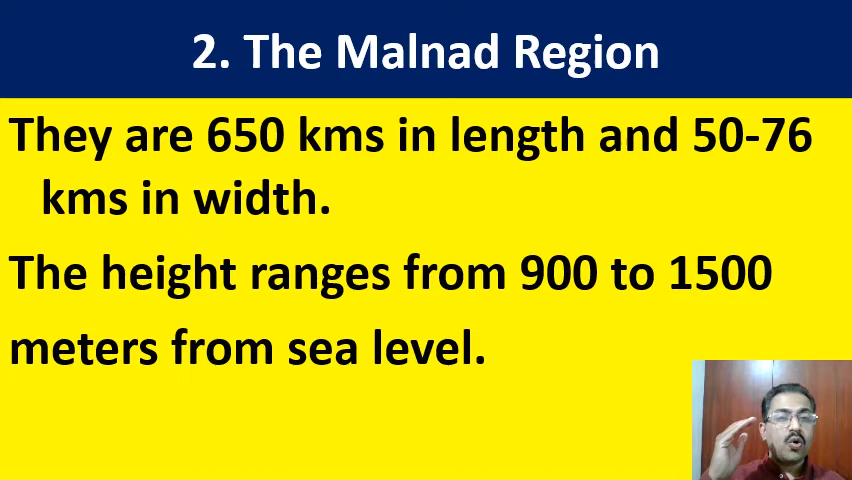 2. The Malnad Region
They are 650 kms in length and 50-76
kms in width.
The height ranges from 900 to 1500
meters from sea level.